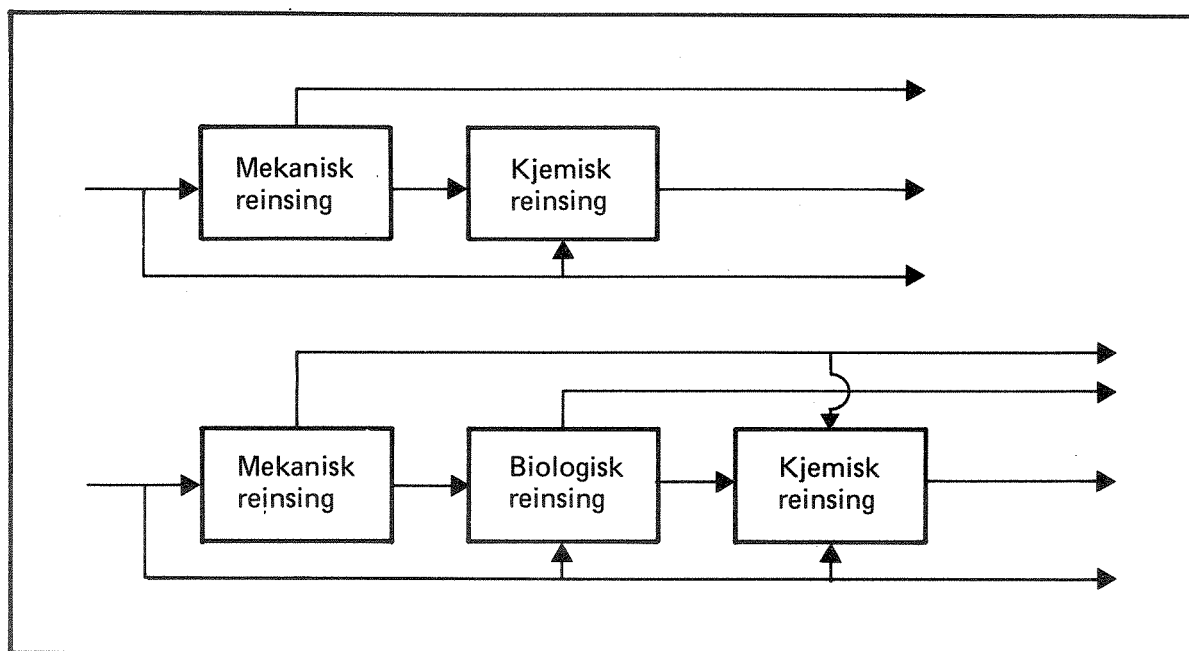 Mekanisk
reinsing
Kjemisk
reinsing
Mekanisk
reinsing
Biologisk
reinsing
Kjemisk
reinsing